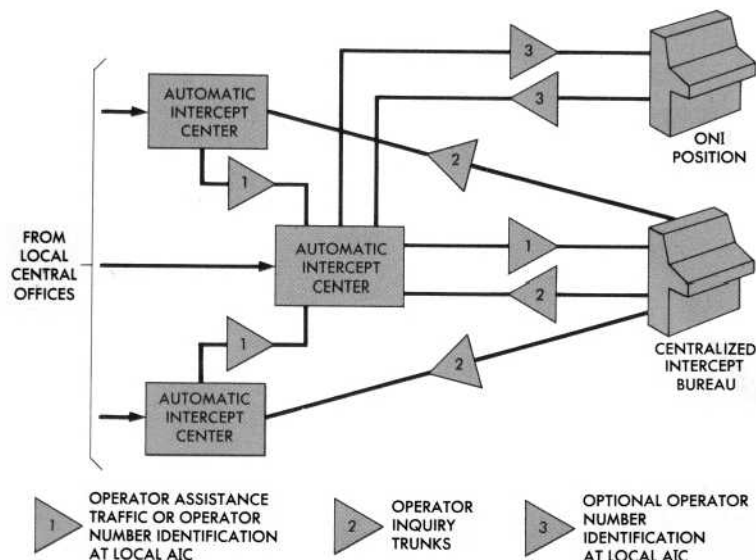 3
AUTOMATIC
INTERCEPT
CENTER
3
ONI
POSITION
2
1
FROM
LOCAL
CENTRAL
OFFICES
AUTOMATIC
INTERCEPT
CENTER
1
2
1
CENTRALIZED
INTERCEPT
BUREAU
2
AUTOMATIC
INTERCEPT
CENTER
1
OPERATOR ASSISTANCE
TRAFFIC OR OPERATOR
NUMBER IDENTIFICATION
AT LOCAL AIC
2
OPERATOR
INQUIRY
TRUNKS
3
OPTIONAL OPERATOR
NUMBER
IDENTIFICATION
AT LOCAL AIC